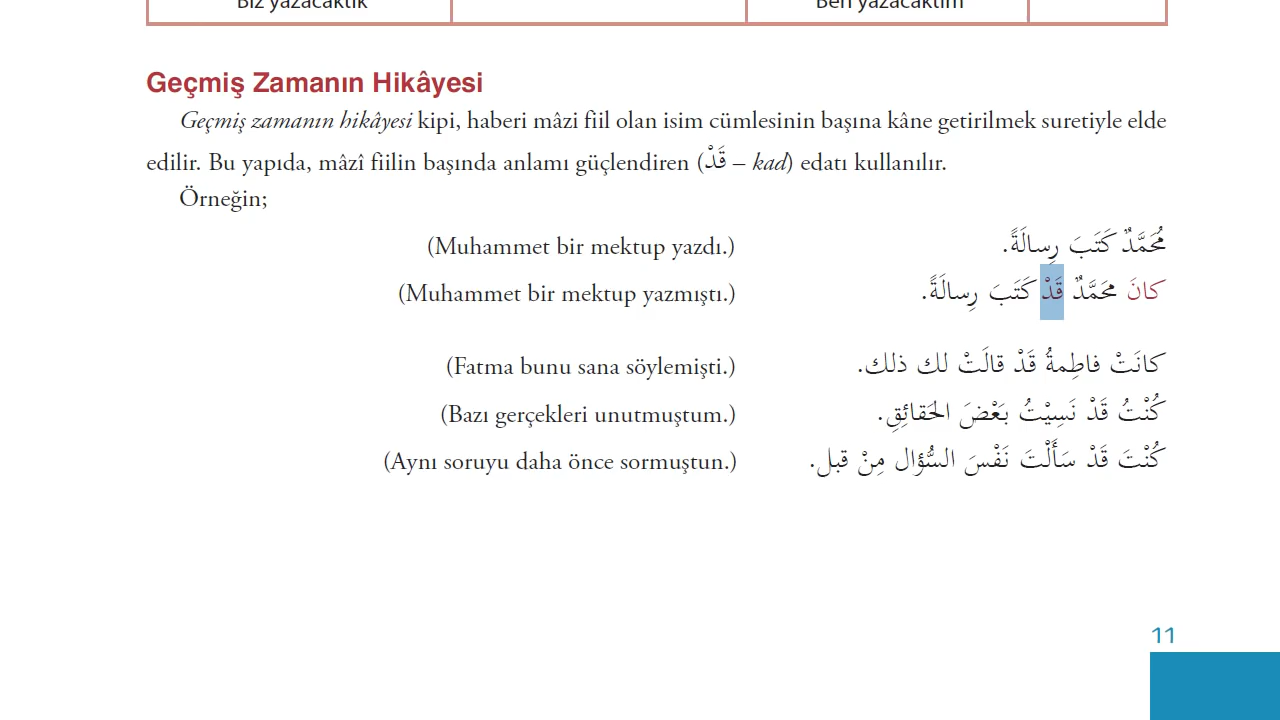 Biz yazacaktık Ben yazacaktım
Geçmiş Zamanın Hikâyesi
Geçmiş zamanın hikâyesi kipi, haberi mâzi fiil olan isim cümlesinin başına kâne getirilmek suretiyle elde
edilir. Bu yapıda, mâzî fiilin başında anlamı güçlendiren (قَدْ – kad) edatı kullanılır.
Örneğin;
(Muhammet bir mektup yazdı.) مُحَمَّدٌ كَتَبَ رِسالَةً.
(Muhammet bir mektup yazmıştı.) كانَ محَمَّدٌ قَدْ كَتَبَ رِسالَةً.
(Fatma bunu sana söylemişti.) كانَتْ فاطِمةُ قَدْ قالَتْ لك ذلك.
(Bazı gerçekleri unutmuştum.) كُنْتُ قَدْ نَسِيْتُ بَعْضَ الحَقائِقِ.
(Aynı soruyu daha önce sormuştun.) كُنْتَ قَدْ سَأَلْتَ نَفْسَ السُّؤال مِنْ قبل.
11